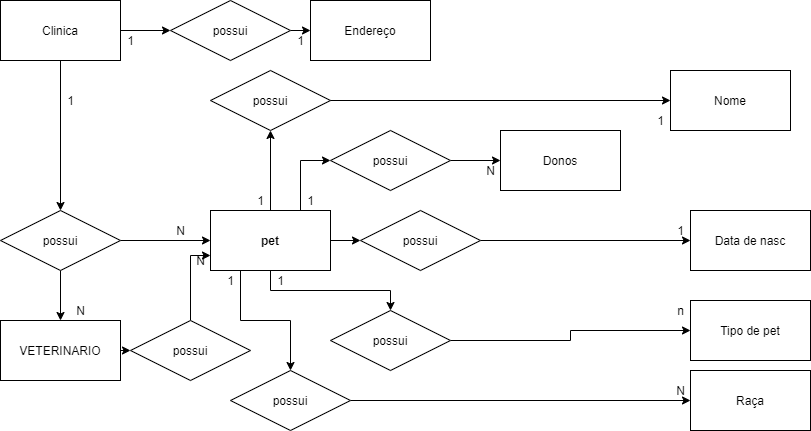 Clinica
possui
Endereço
1
1
possui
Nome
1
1
possui
Donos
N
1
1
possui
N
pet
possui
1
Data de nasc
N
1
1
N
possui
n
Tipo de pet
VETERINARIO
possui
possui
N
Raça